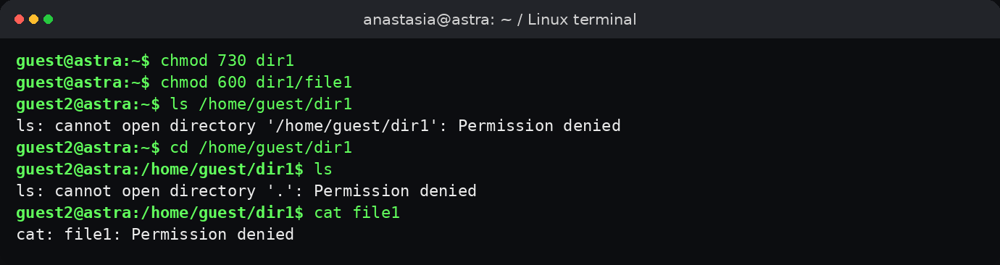 anastasia@astra: ~ / Linux terminal
guest@astra:~$ chmod 730 dir1
guest@astra:~$ chmod 600 dir1/file1
guest2@astra:~$ ls /home/guest/dir1
ls: cannot open directory '/home/guest/dir1': Permission denied
guest2@astra:~$ cd /home/guest/dir1
guest2@astra:/home/guest/dir1$ ls
ls: cannot open directory '.': Permission denied
guest2@astra:/home/guest/dir1$ cat file1
cat: file1: Permission denied